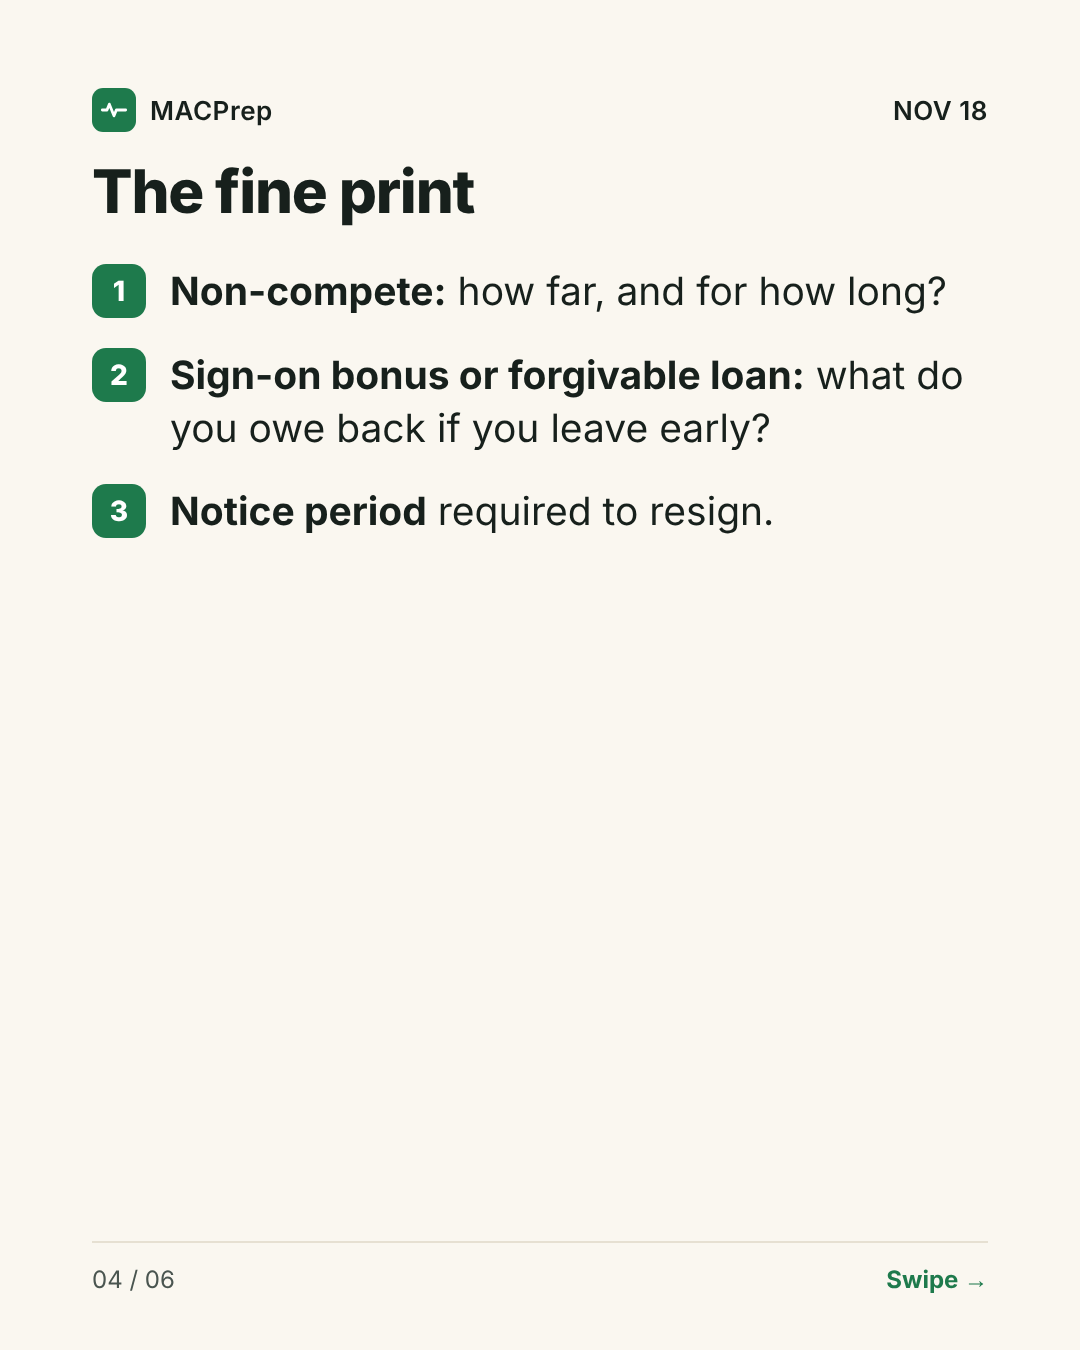 MACPrep
NOV 18
The fine print
1 Non-compete: how far, and for how long?
2 Sign-on bonus or forgivable loan: what do
you owe back if you leave early?
3 Notice period required to resign.
04 / 06
Swipe →